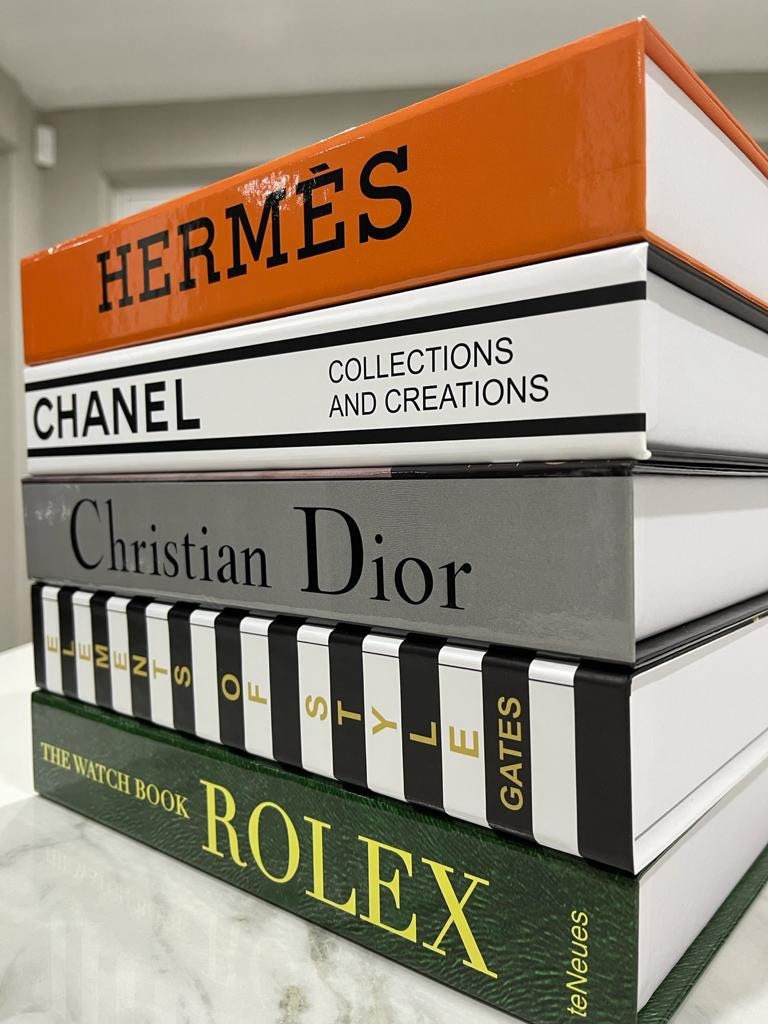 HERMÈS
CHANEL
COLLECTIONS
AND CREATIONS
Christian Dior
ELEMENTS OF STYLE GATES
THE WATCH BOOK ROLEX teNeues